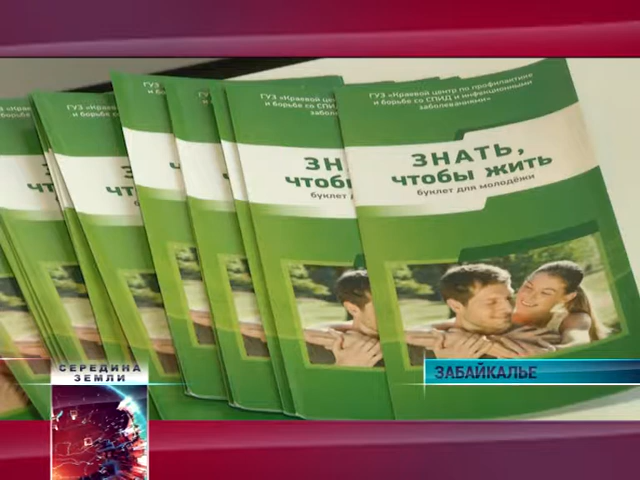 ГУЗ «Краевой центр по профилактике
и борьбе со СПИД и инфекционными
заболеваниями»
ЗНАТЬ,
чтобы жить
буклет для молодёжи
СЕРЕДИНА
ЗЕМЛИ
ЗАБАЙКАЛЬЕ